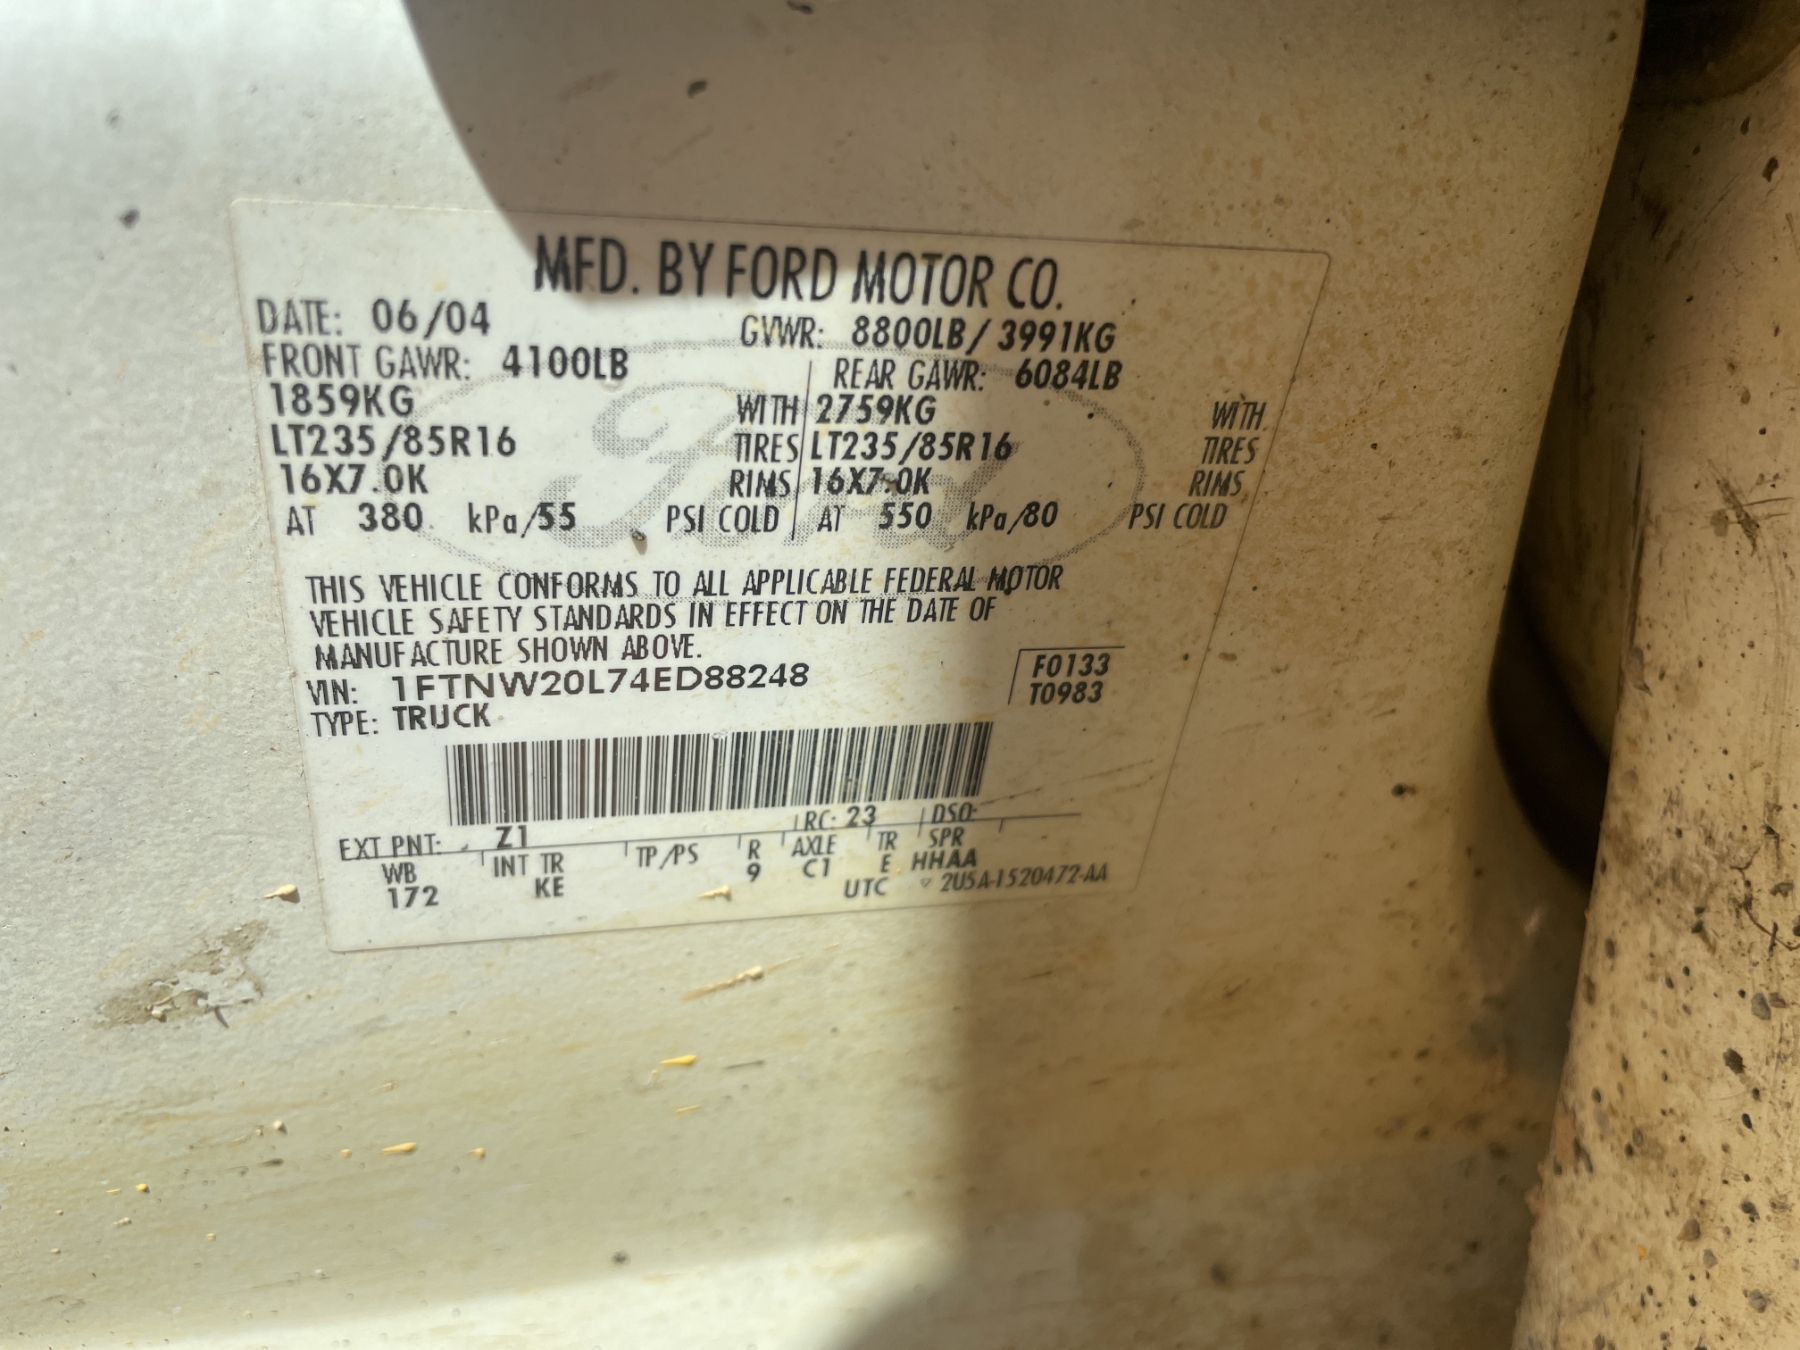 MFD. BY FORD MOTOR CO.
DATE: 06/04 GVWR: 8800LB/3991KG
FRONT GAWR: 4100LB REAR GAWR: 6084LB
1859KG WITH 2759KG WITH
LT235/85R16 TIRES LT235/85R16 TIRES
16X7.0K RIMS 16X7.0K RIMS
AT 380 kPa/55 PSI COLD AT 550 kPa/80 PSI COLD
Ford
THIS VEHICLE CONFORMS TO ALL APPLICABLE FEDERAL MOTOR
VEHICLE SAFETY STANDARDS IN EFFECT ON THE DATE OF
MANUFACTURE SHOWN ABOVE.
VIN: 1FTNW20L74ED88248 F0133
TYPE: TRUCK T0983
EXT PNT: Z1 RC: 23 DSO:
WB INT TR TP/PS R AXLE TR SPR
172 KE 9 C1 E HHAA
UTC ▽ 2U5A-1520472-AA